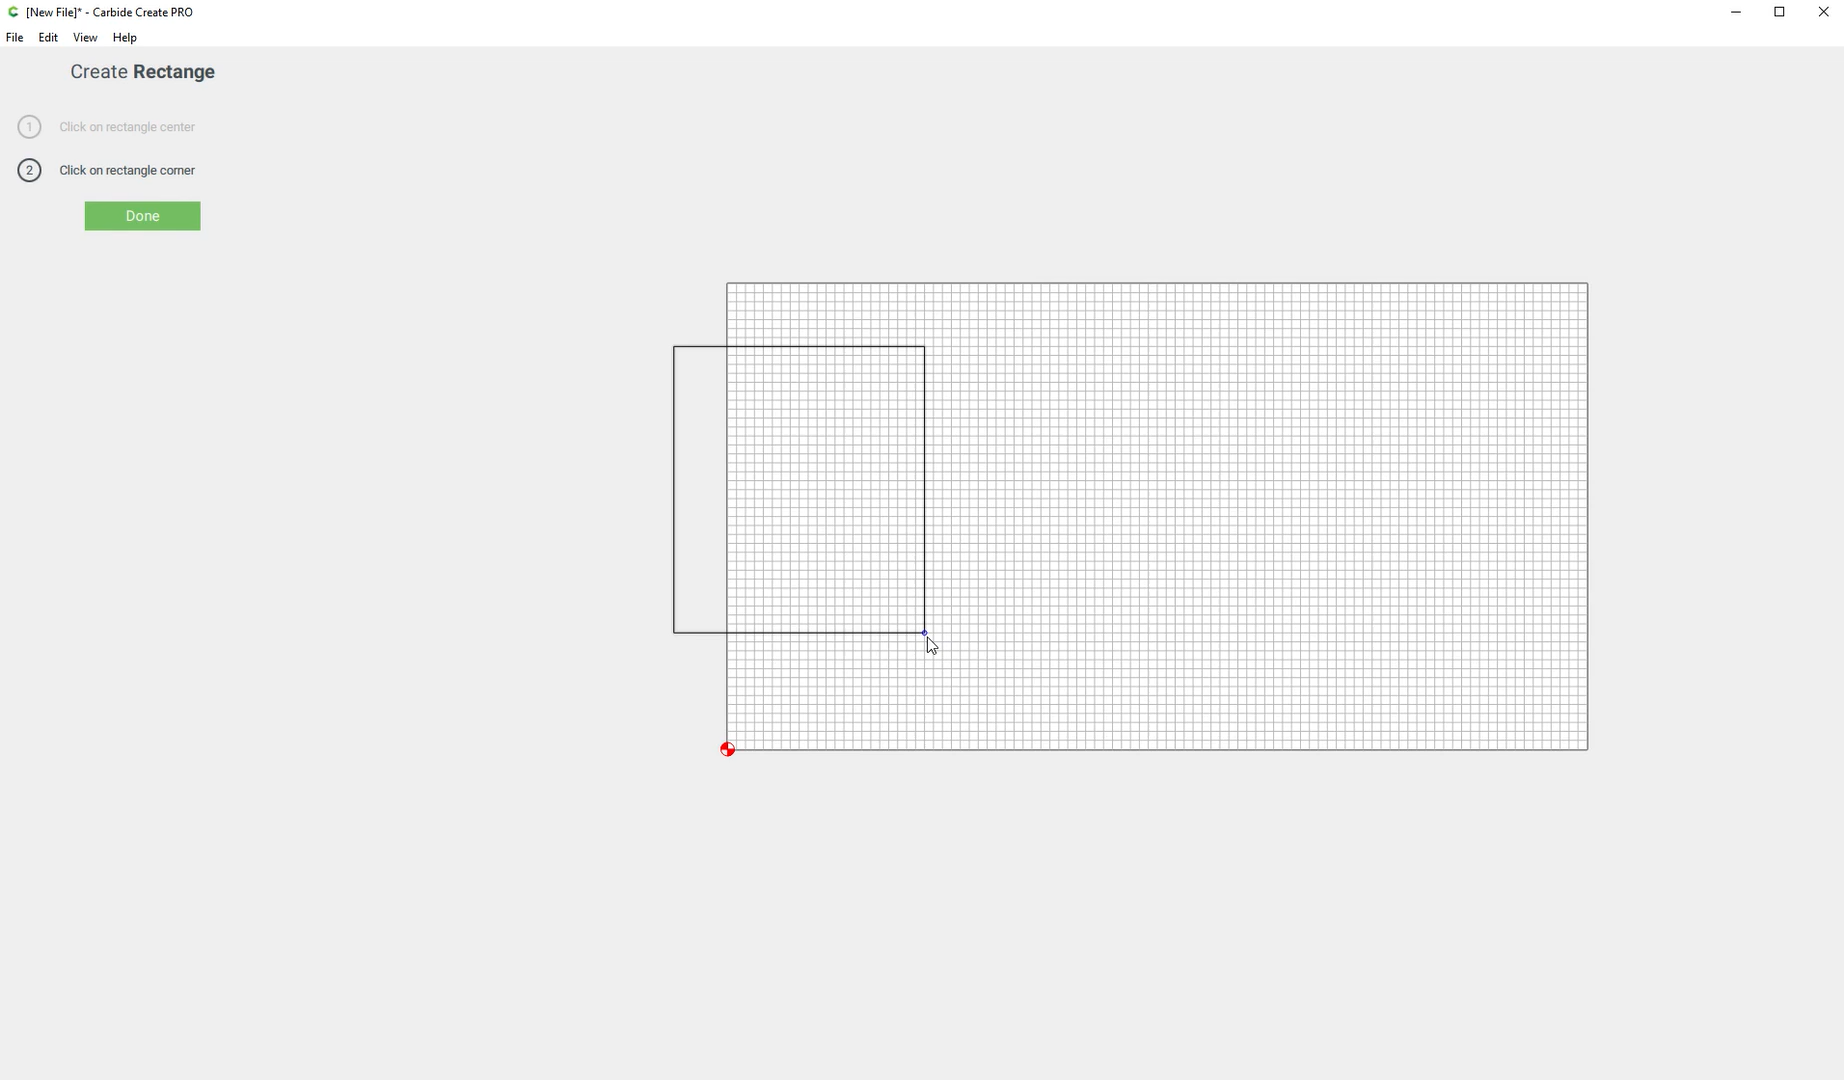 [New File]* - Carbide Create PRO
File Edit View Help
Create Rectange
1 Click on rectangle center
2 Click on rectangle corner
Done